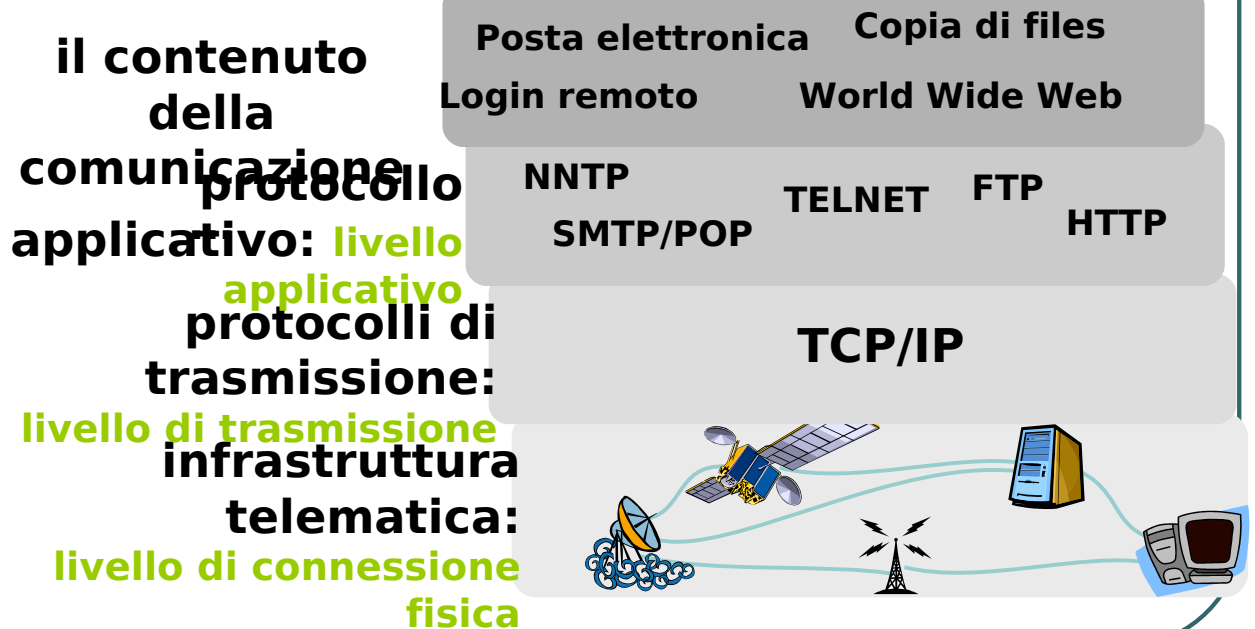 il contenuto
della
comunicazione
protocollo
applicativo: livello
applicativo
protocolli di
trasmissione:
livello di trasmissione
infrastruttura
telematica:
livello di connessione
fisica
Posta elettronica
Copia di files
Login remoto
World Wide Web
NNTP
TELNET
FTP
SMTP/POP
HTTP
TCP/IP